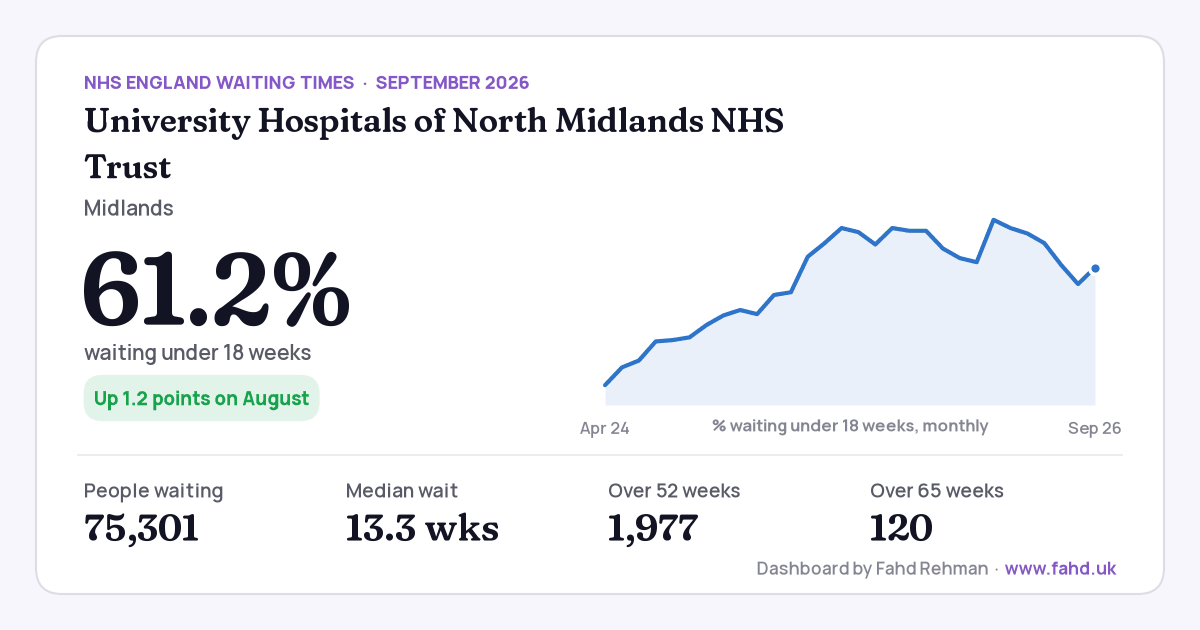 NHS ENGLAND WAITING TIMES · SEPTEMBER 2026
University Hospitals of North Midlands NHS
Trust
Midlands
61.2%
waiting under 18 weeks
Up 1.2 points on August
Apr 24
% waiting under 18 weeks, monthly
Sep 26
People waiting
75,301
Median wait
13.3 wks
Over 52 weeks
1,977
Over 65 weeks
120
Dashboard by Fahd Rehman · www.fahd.uk